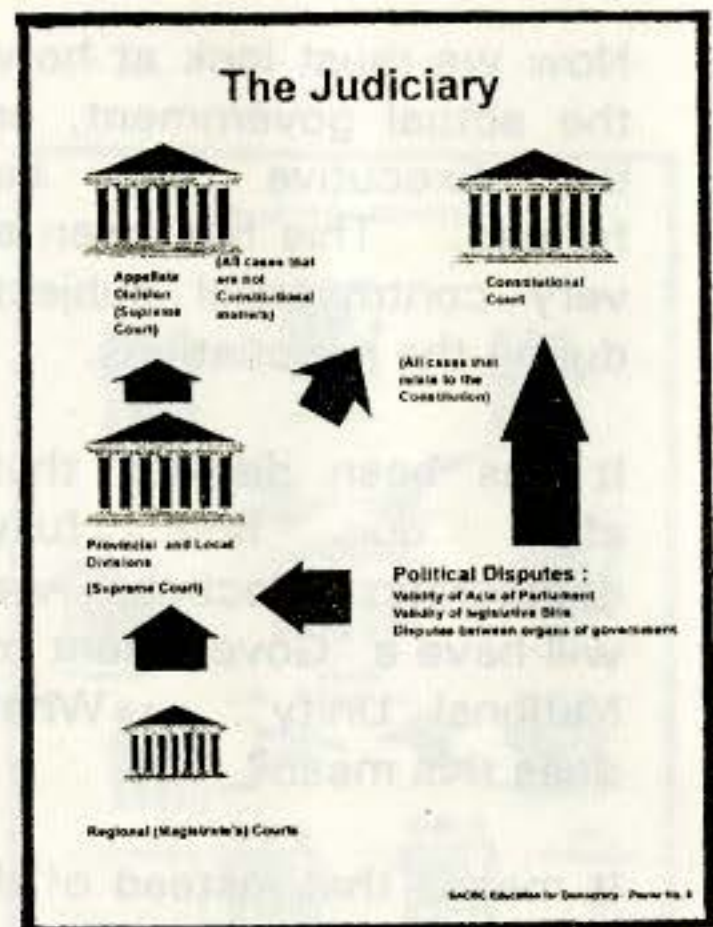 The Judiciary
Appellate
Division
(Supreme
Court)
(All cases that
are not
Constitutional
matters)
Constitutional
Court
(All cases that
relate to the
Constitution)
Provincial and Local
Divisions
(Supreme Court)
Political Disputes :
Validity of Acts of Parliament
Validity of legislative Bills
Disputes between organs of government
Regional (Magistrate's) Courts
SACBC Education for Democracy - Poster No. 8